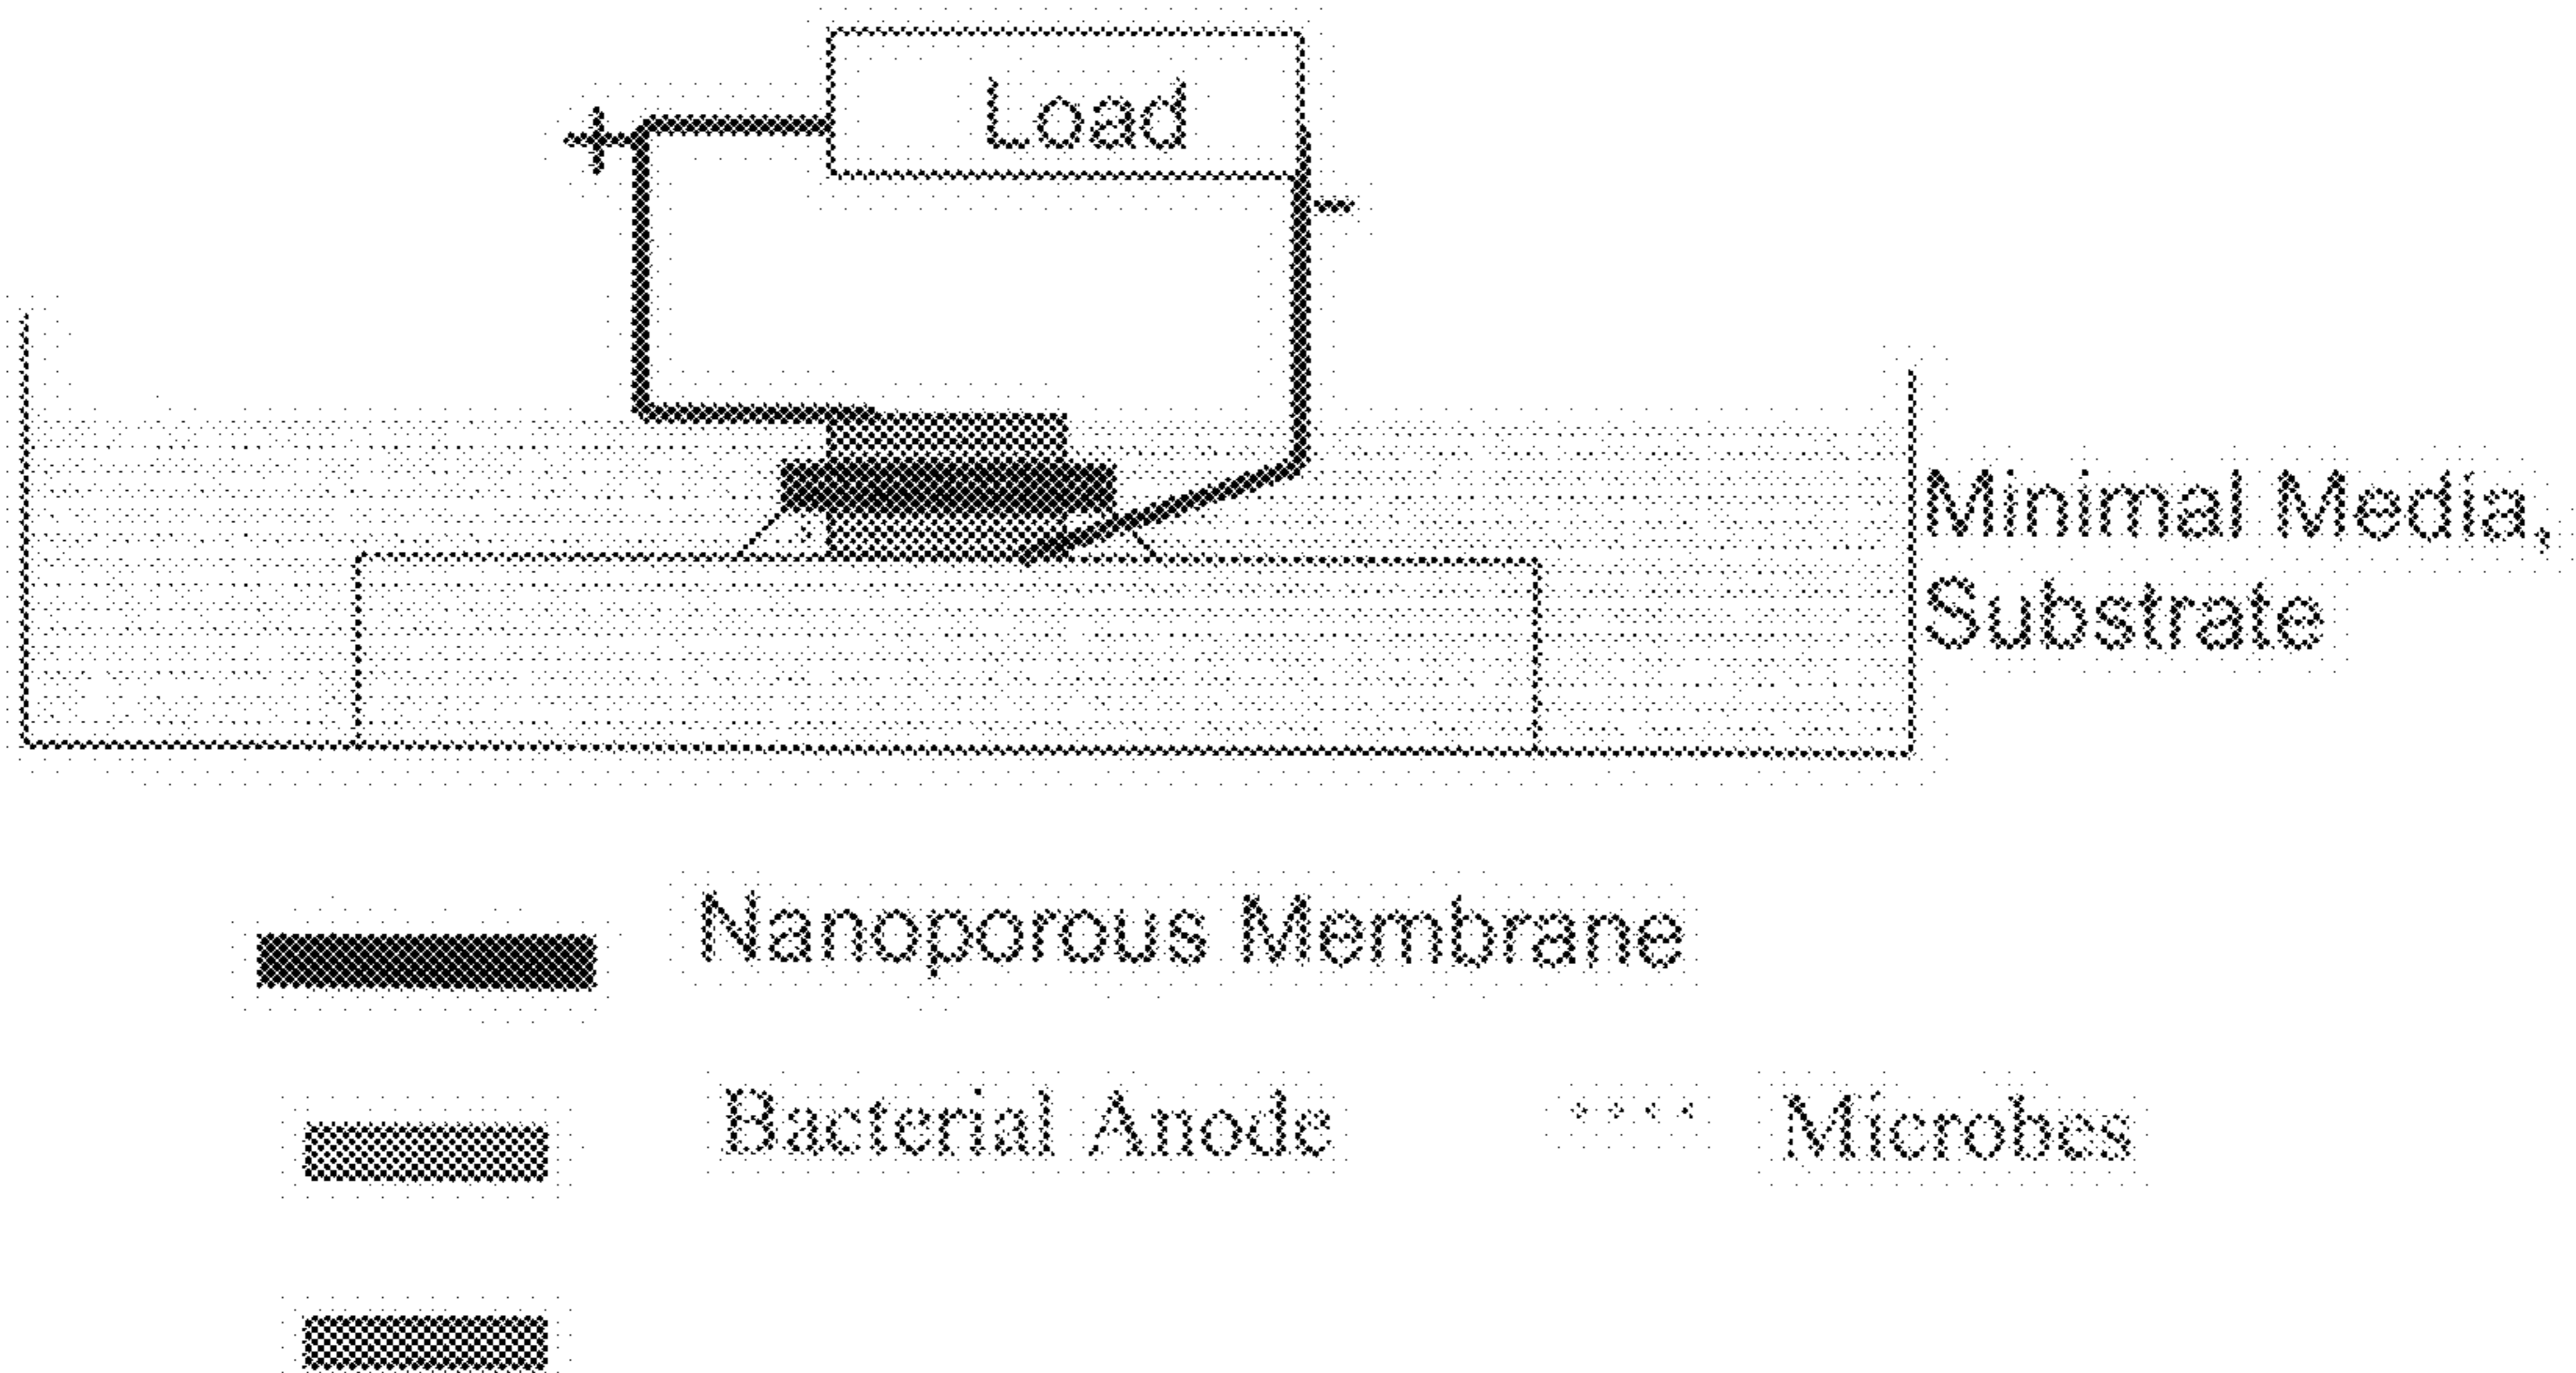 Load
+
-
Minimal Media,
Substrate
Nanoporous Membrane
Bacterial Anode
Microbes